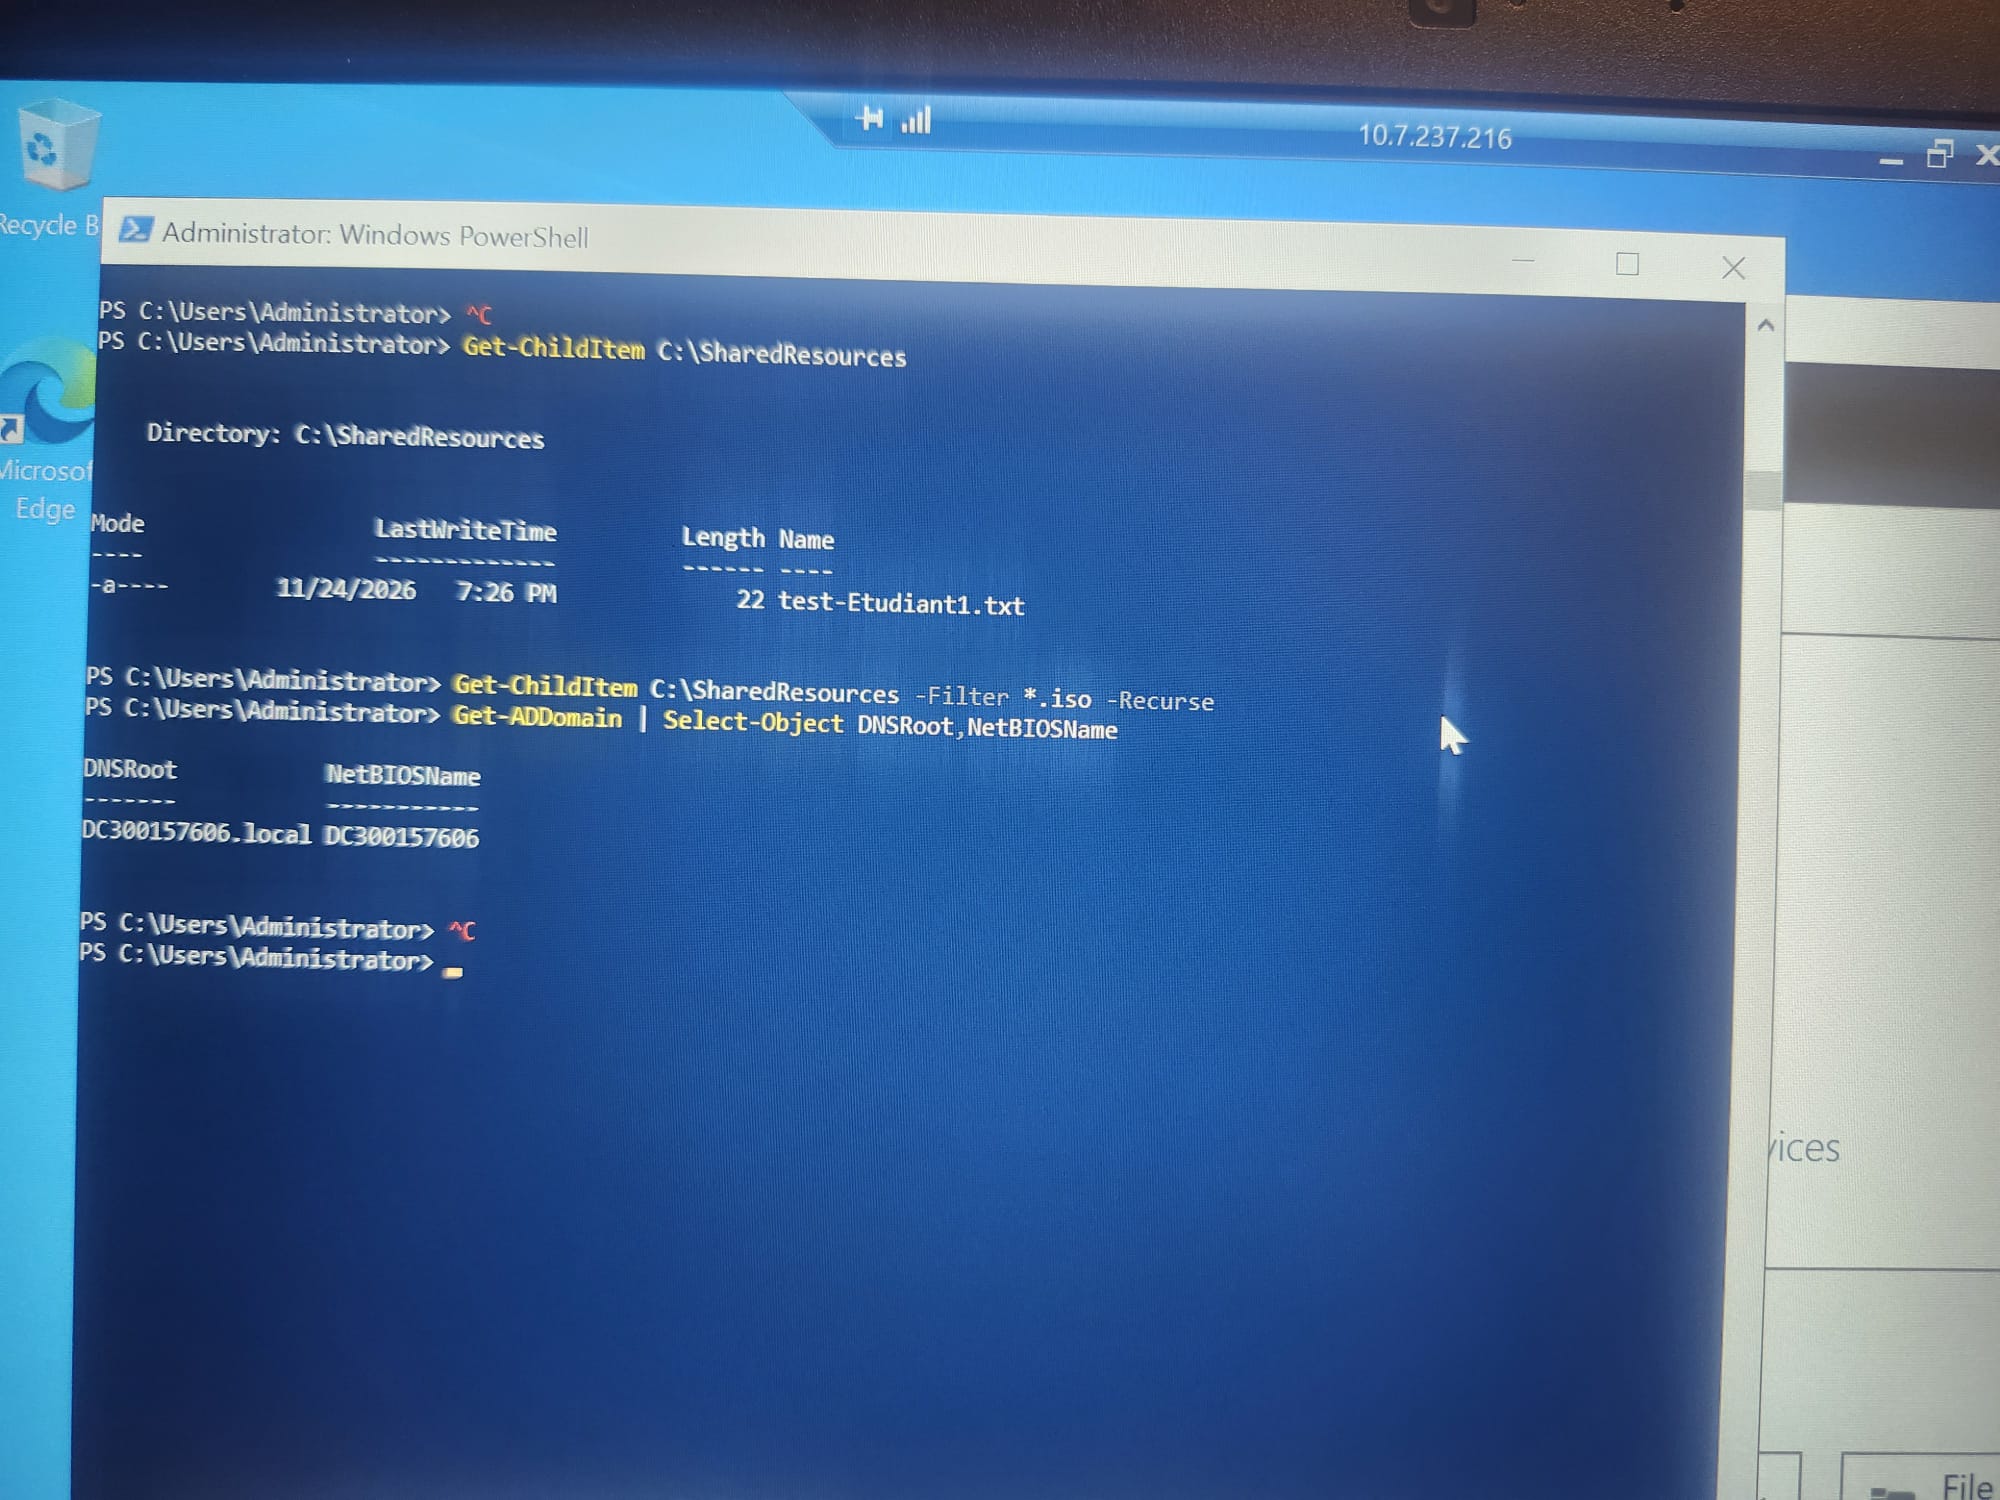 10.7.237.216
Recycle B
Administrator: Windows PowerShell
PS C:\Users\Administrator> ^C
PS C:\Users\Administrator> Get-ChildItem C:\SharedResources
Directory: C:\SharedResources
Microsof
Edge
Mode LastWriteTime Length Name
---- ------------- ------ ----
-a---- 11/24/2026 7:26 PM 22 test-Etudiant1.txt
PS C:\Users\Administrator> Get-ChildItem C:\SharedResources -Filter *.iso -Recurse
PS C:\Users\Administrator> Get-ADDomain | Select-Object DNSRoot,NetBIOSName
DNSRoot NetBIOSName
------- -----------
DC300157606.local DC300157606
PS C:\Users\Administrator> ^C
PS C:\Users\Administrator>
vices
File